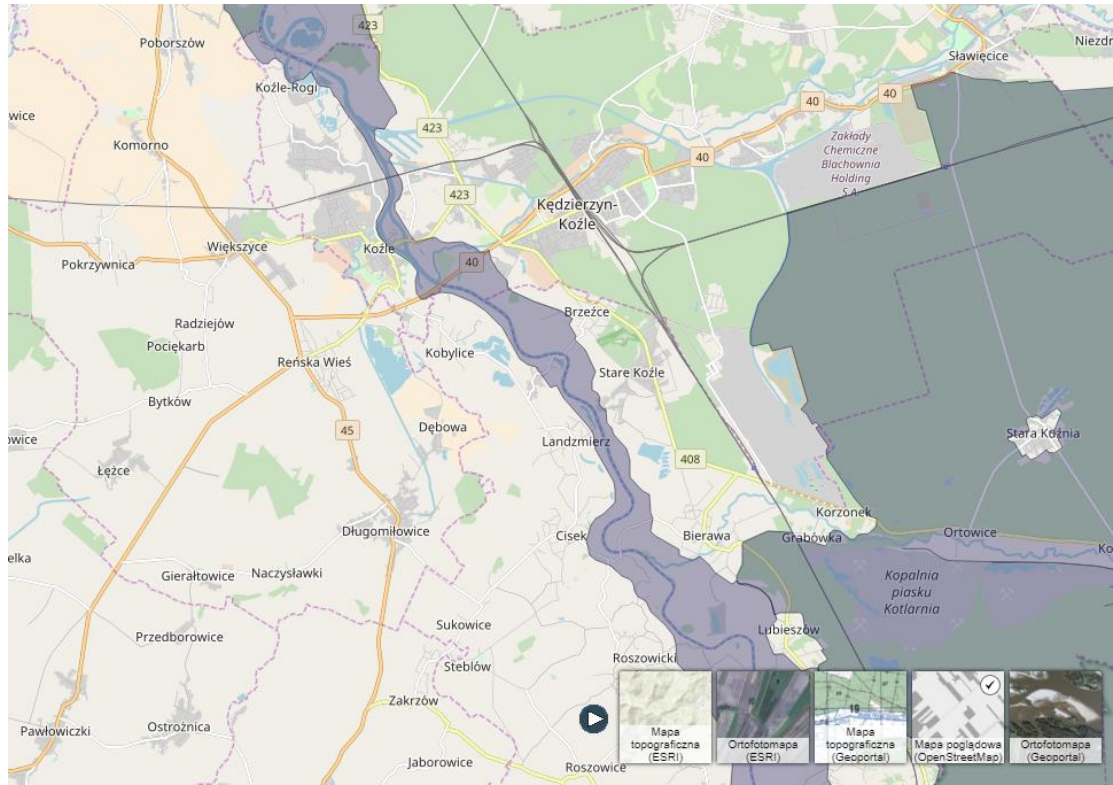 423
Poborszów
Sławięcice
Niezdr
Koźle-Rogi
40
40
wice
423
Komorno
40
Zakłady
Chemiczne
Blachownia
Holding
S.A.
423
Kędzierzyn-
Koźle
Większyce
Koźle
Pokrzywnica
40
Brzeźce
Radziejów
Pociękarb
Kobylice
Reńska Wieś
Stare Koźle
Bytków
45
Dębowa
Landzmierz
Stara Kuźnia
owice
Łężce
408
Korzonek
Długomiłowice
Cisek
Bierawa
Grabówka
Ortowice
Ko
elka
Gierałtowice
Naczysławki
Kopalnia
piasku
Kotlarnia
Sukowice
Przedborowice
Lubieszów
Steblów
Roszowicki
Zakrzów
Ostrożnica
Pawłowiczki
Mapa
topograficzna
(ESRI)
Ortofotomapa
(ESRI)
19
Mapa
topograficzna
(Geoportal)
Mapa poglądowa
(OpenStreetMap)
Ortofotomapa
(Geoportal)
Jaborowice
Roszowice